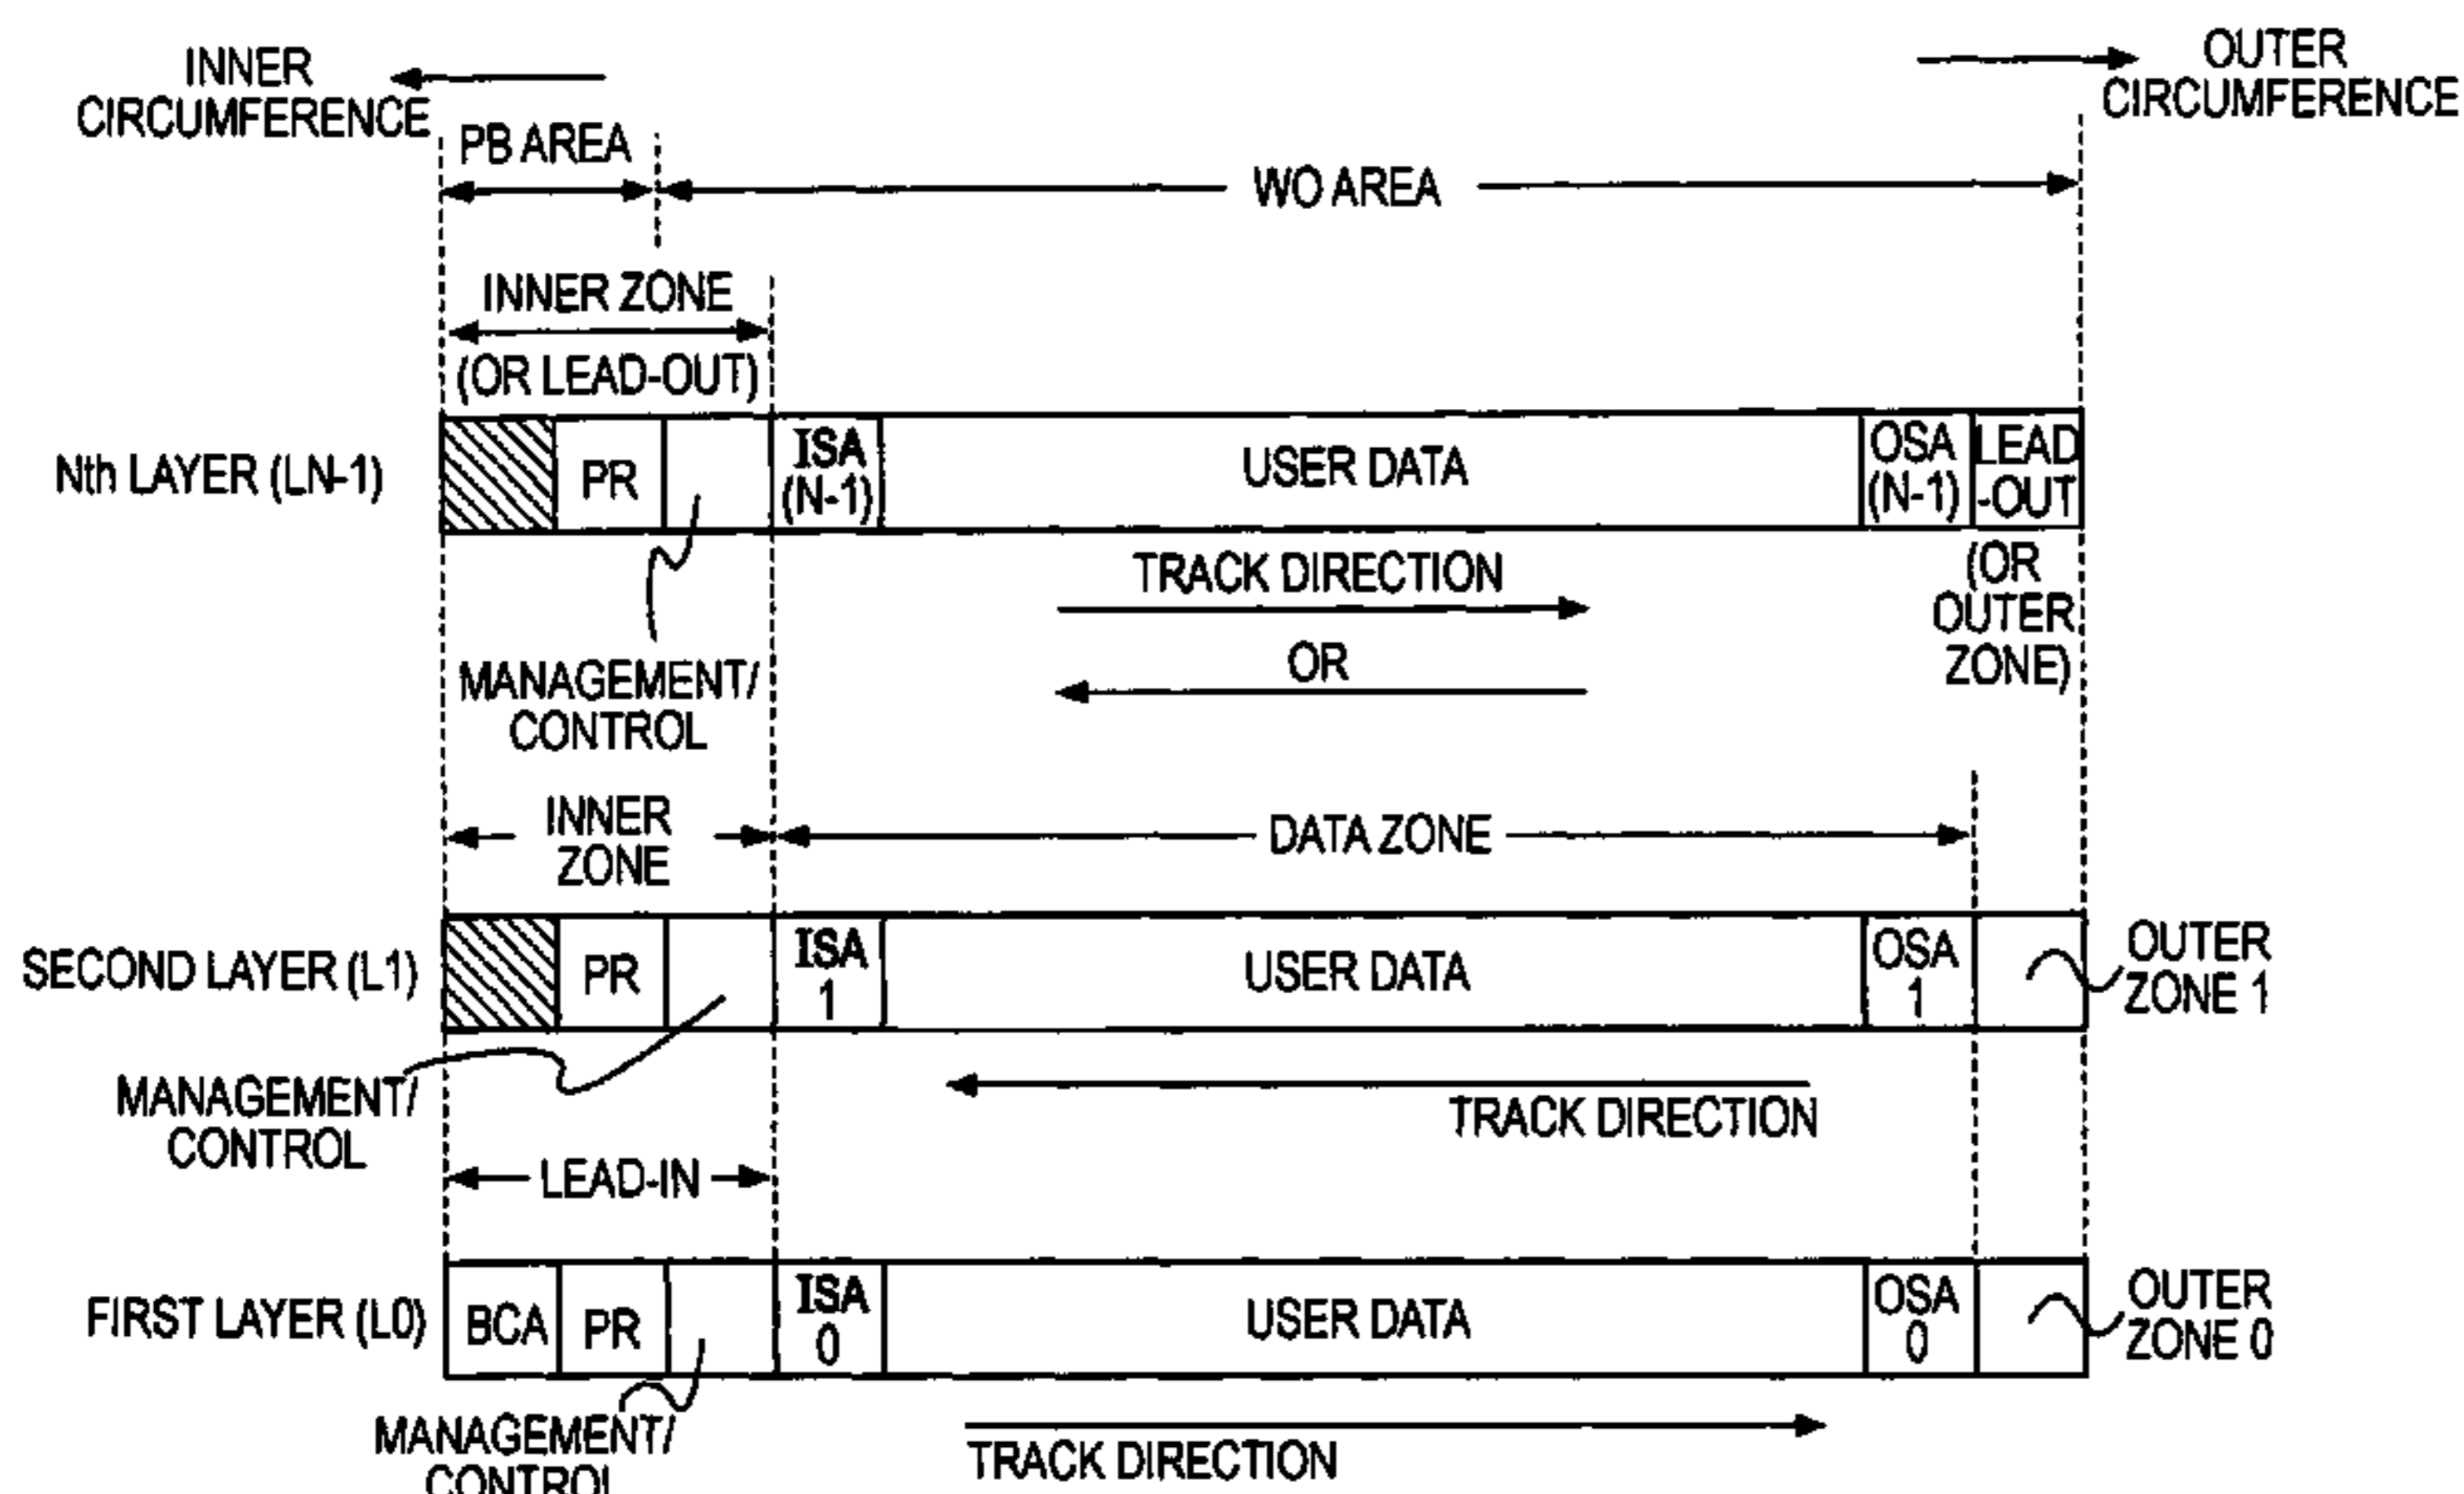 INNER
CIRCUMFERENCE
OUTER
CIRCUMFERENCE
PB AREA
WO AREA
INNER ZONE
(OR LEAD-OUT)
Nth LAYER (LN-1)
PR
ISA
(N-1)
USER DATA
OSA
(N-1)
LEAD
-OUT
(OR
OUTER
ZONE)
TRACK DIRECTION
OR
MANAGEMENT/
CONTROL
INNER
ZONE
DATA ZONE
SECOND LAYER (L1)
PR
ISA
1
USER DATA
OSA
1
OUTER
ZONE 1
MANAGEMENT/
CONTROL
TRACK DIRECTION
LEAD-IN
FIRST LAYER (L0)
BCA
PR
ISA
0
USER DATA
OSA
0
OUTER
ZONE 0
MANAGEMENT/
CONTROL
TRACK DIRECTION